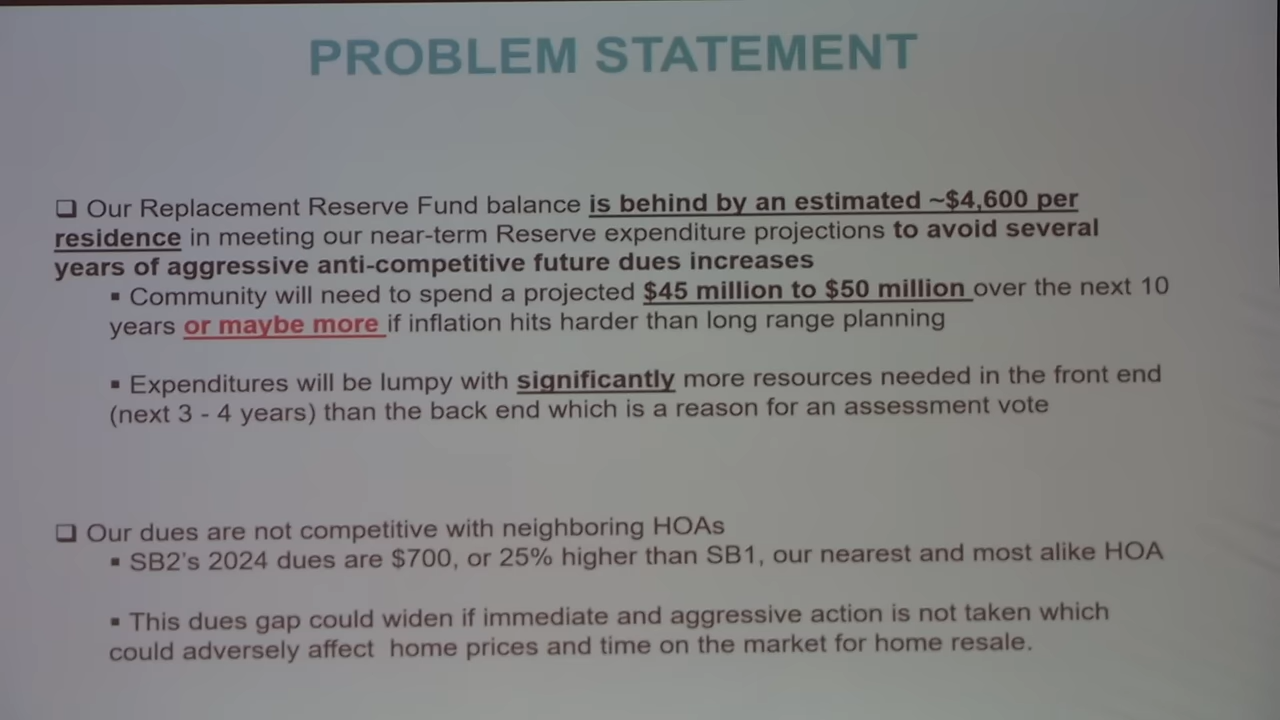 PROBLEM STATEMENT
❑ Our Replacement Reserve Fund balance is behind by an estimated ~$4,600 per
residence in meeting our near-term Reserve expenditure projections to avoid several
years of aggressive anti-competitive future dues increases
▪ Community will need to spend a projected $45 million to $50 million over the next 10
years or maybe more if inflation hits harder than long range planning
▪ Expenditures will be lumpy with significantly more resources needed in the front end
(next 3 - 4 years) than the back end which is a reason for an assessment vote
❑ Our dues are not competitive with neighboring HOAs
▪ SB2's 2024 dues are $700, or 25% higher than SB1, our nearest and most alike HOA
▪ This dues gap could widen if immediate and aggressive action is not taken which
could adversely affect home prices and time on the market for home resale.